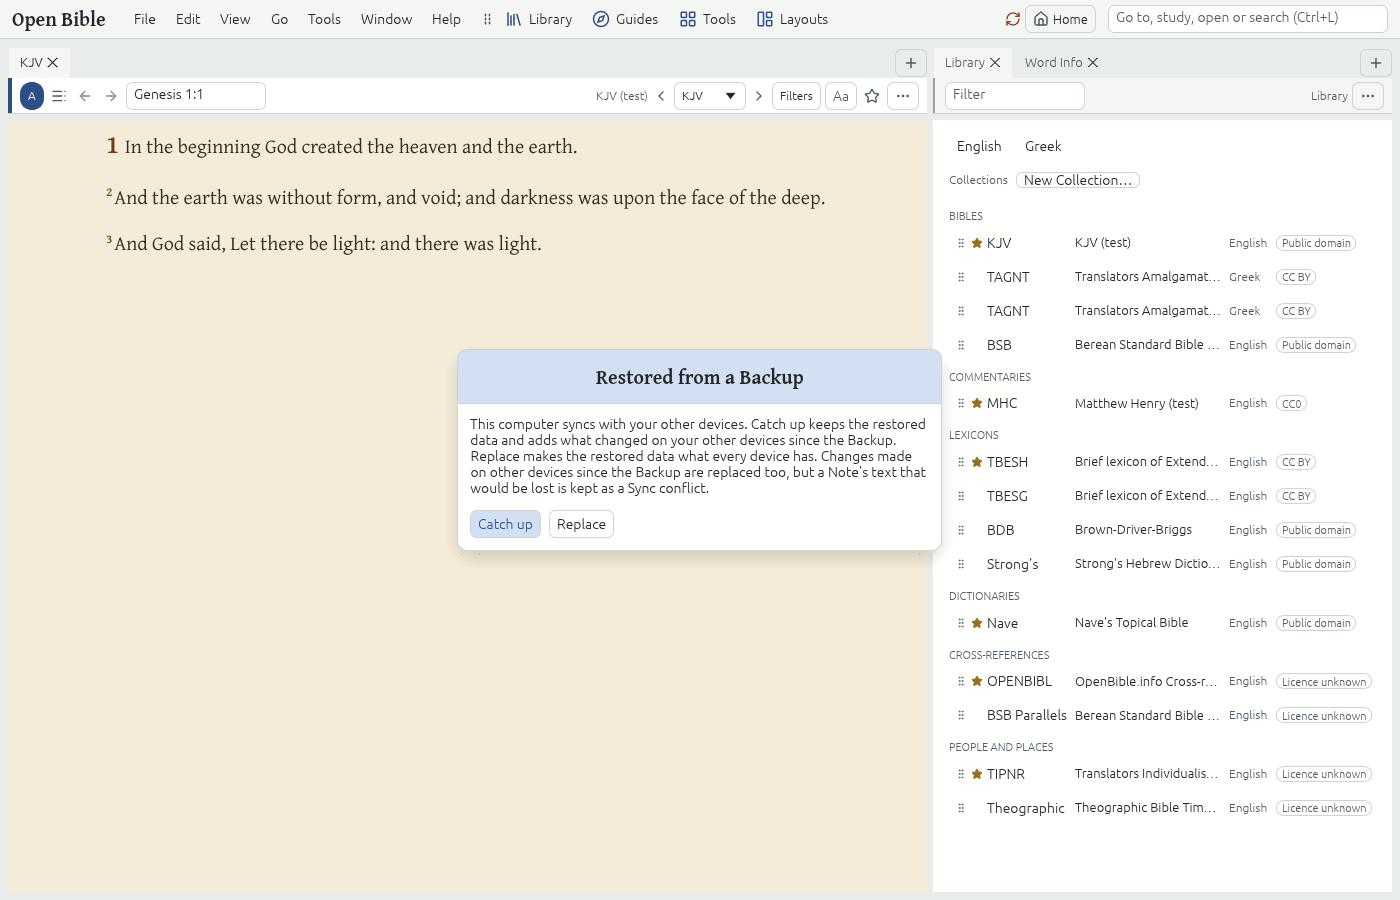 Open Bible File Edit View Go Tools Window Help Library Guides Tools Layouts Home Go to, study, open or search (Ctrl+L)
KJV
A Genesis 1:1 KJV (test) KJV Filters Aa ...
1 In the beginning God created the heaven and the earth.
2 And the earth was without form, and void; and darkness was upon the face of the deep.
3 And God said, Let there be light: and there was light.
Restored from a Backup
This computer syncs with your other devices. Catch up keeps the restored
data and adds what changed on your other devices since the Backup.
Replace makes the restored data what every device has. Changes made
on other devices since the Backup are replaced too, but a Note's text that
would be lost is kept as a Sync conflict.
Catch up Replace
Library Word Info
Filter Library ...
English Greek
Collections New Collection...
BIBLES
KJV KJV (test) English Public domain
TAGNT Translators Amalgamat... Greek CC BY
TAGNT Translators Amalgamat... Greek CC BY
BSB Berean Standard Bible ... English Public domain
COMMENTARIES
MHC Matthew Henry (test) English CC0
LEXICONS
TBESH Brief lexicon of Extend... English CC BY
TBESG Brief lexicon of Extend... English CC BY
BDB Brown-Driver-Briggs English Public domain
Strong's Strong's Hebrew Dictio... English Public domain
DICTIONARIES
Nave Nave's Topical Bible English Public domain
CROSS-REFERENCES
OPENBIBL OpenBible.info Cross-r... English Licence unknown
BSB Parallels Berean Standard Bible ... English Licence unknown
PEOPLE AND PLACES
TIPNR Translators Individualis... English Licence unknown
Theographic Theographic Bible Tim... English Licence unknown